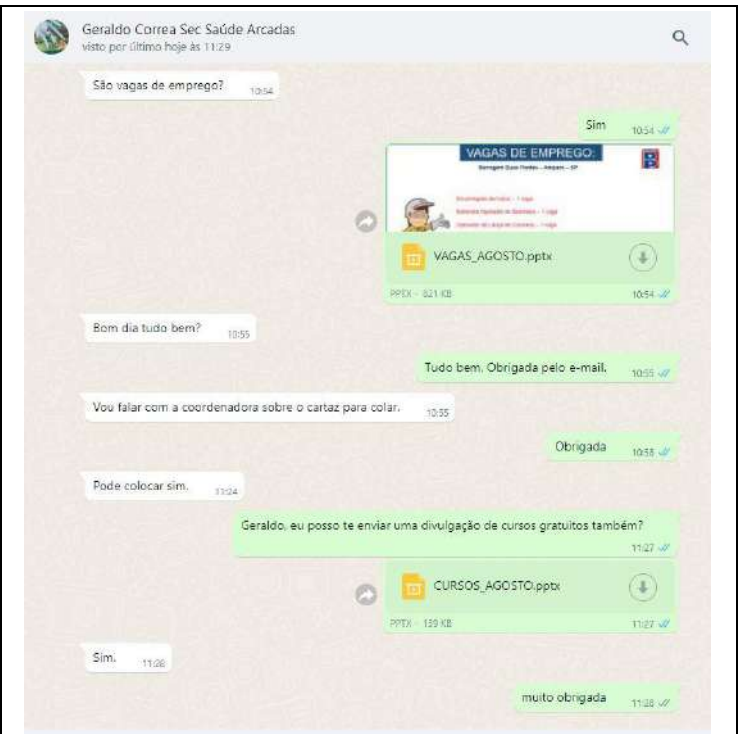 Geraldo Correa Sec Saúde Arcadas
visto por último hoje às 11:29
São vagas de emprego?
10:54
Sim
10:54
VAGAS DE EMPREGO:
VAGAS_AGOSTO.pptx
PPTX - 821 KB
10:54
Bom dia tudo bem?
10:55
Tudo bem. Obrigada pelo e-mail.
10:55
Vou falar com a coordenadora sobre o cartaz para colar.
10:55
Obrigada
10:58
Pode colocar sim.
11:24
Geraldo, eu posso te enviar uma divulgação de cursos gratuitos também?
11:27
CURSOS_AGOSTO.pptx
PPTX - 139 KB
11:27
Sim.
11:28
muito obrigada
11:28